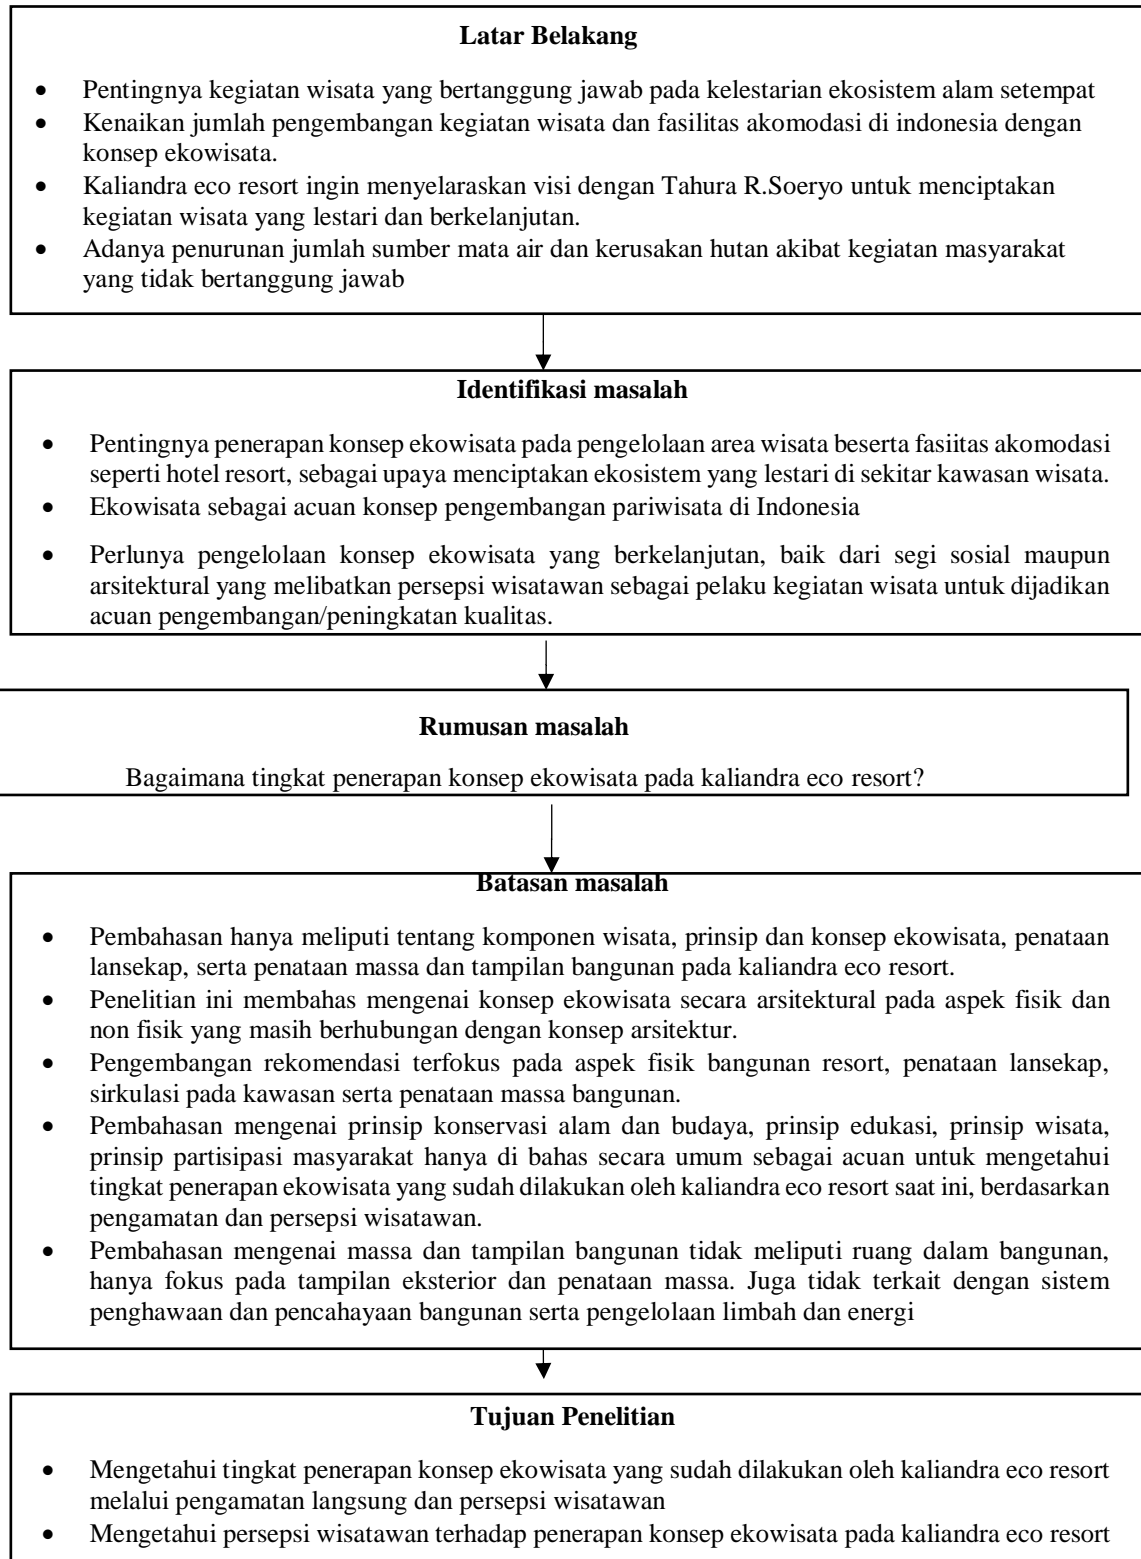 Latar Belakang
• Pentingnya kegiatan wisata yang bertanggung jawab pada kelestarian ekosistem alam setempat
• Kenaikan jumlah pengembangan kegiatan wisata dan fasilitas akomodasi di indonesia dengan
konsep ekowisata.
• Kaliandra eco resort ingin menyelaraskan visi dengan Tahura R.Soeryo untuk menciptakan
kegiatan wisata yang lestari dan berkelanjutan.
• Adanya penurunan jumlah sumber mata air dan kerusakan hutan akibat kegiatan masyarakat
yang tidak bertanggung jawab
Identifikasi masalah
• Pentingnya penerapan konsep ekowisata pada pengelolaan area wisata beserta fasiitas akomodasi
seperti hotel resort, sebagai upaya menciptakan ekosistem yang lestari di sekitar kawasan wisata.
• Ekowisata sebagai acuan konsep pengembangan pariwisata di Indonesia
• Perlunya pengelolaan konsep ekowisata yang berkelanjutan, baik dari segi sosial maupun
arsitektural yang melibatkan persepsi wisatawan sebagai pelaku kegiatan wisata untuk dijadikan
acuan pengembangan/peningkatan kualitas.
Rumusan masalah
Bagaimana tingkat penerapan konsep ekowisata pada kaliandra eco resort?
Batasan masalah
• Pembahasan hanya meliputi tentang komponen wisata, prinsip dan konsep ekowisata, penataan
lansekap, serta penataan massa dan tampilan bangunan pada kaliandra eco resort.
• Penelitian ini membahas mengenai konsep ekowisata secara arsitektural pada aspek fisik dan
non fisik yang masih berhubungan dengan konsep arsitektur.
• Pengembangan rekomendasi terfokus pada aspek fisik bangunan resort, penataan lansekap,
sirkulasi pada kawasan serta penataan massa bangunan.
• Pembahasan mengenai prinsip konservasi alam dan budaya, prinsip edukasi, prinsip wisata,
prinsip partisipasi masyarakat hanya di bahas secara umum sebagai acuan untuk mengetahui
tingkat penerapan ekowisata yang sudah dilakukan oleh kaliandra eco resort saat ini, berdasarkan
pengamatan dan persepsi wisatawan.
• Pembahasan mengenai massa dan tampilan bangunan tidak meliputi ruang dalam bangunan,
hanya fokus pada tampilan eksterior dan penataan massa. Juga tidak terkait dengan sistem
penghawaan dan pencahayaan bangunan serta pengelolaan limbah dan energi
Tujuan Penelitian
• Mengetahui tingkat penerapan konsep ekowisata yang sudah dilakukan oleh kaliandra eco resort
melalui pengamatan langsung dan persepsi wisatawan
• Mengetahui persepsi wisatawan terhadap penerapan konsep ekowisata pada kaliandra eco resort